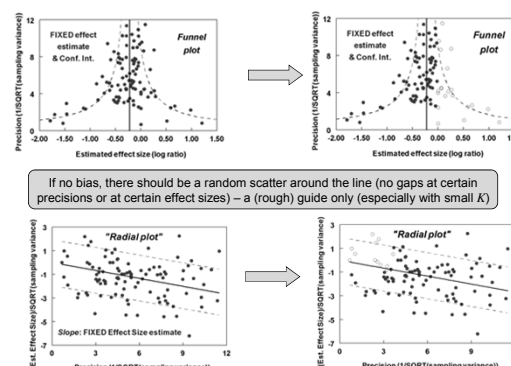 FIXED effect
estimate
& Conf. Int.
Funnel
plot
Precision (1/SQRT(sampling variance))
12
8
4
0
-2.00 -1.50 -1.00 -0.50 0.00 0.50 1.00 1.50
Estimated effect size (log ratio)
FIXED effect
estimate
& Conf. Int.
Funnel
plot
Precision (1/SQRT(sampling variance))
12
8
4
0
-2.00 -1.50 -1.00 -0.50 0.00 0.50 1.00
Estimated effect size (log ratio)
If no bias, there should be a random scatter around the line (no gaps at certain
precisions or at certain effect sizes) – a (rough) guide only (especially with small K)
"Radial plot"
(Est. Effect Size)/SQRT(sampling variance)
3
1
-1
-3
-5
-7
Slope: FIXED Effect Size estimate
0 3 6 9 12
Precision (1/SQRT(sampling variance))
"Radial plot"
(Est. Effect Size)/SQRT(sampling variance)
3
1
-1
-3
-5
-7
0 3 6 9
Precision (1/SQRT(sampling variance))